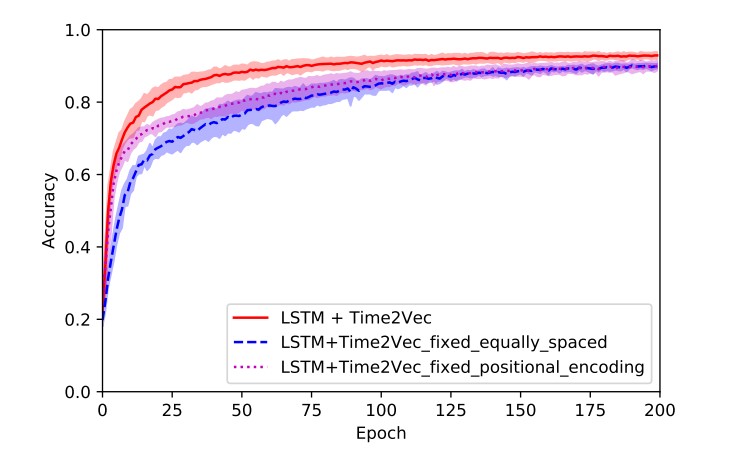 1.0
0.8
0.6
0.4
0.2
0.0
Accuracy
LSTM + Time2Vec
LSTM+Time2Vec_fixed_equally_spaced
LSTM+Time2Vec_fixed_positional_encoding
0 25 50 75 100 125 150 175 200
Epoch